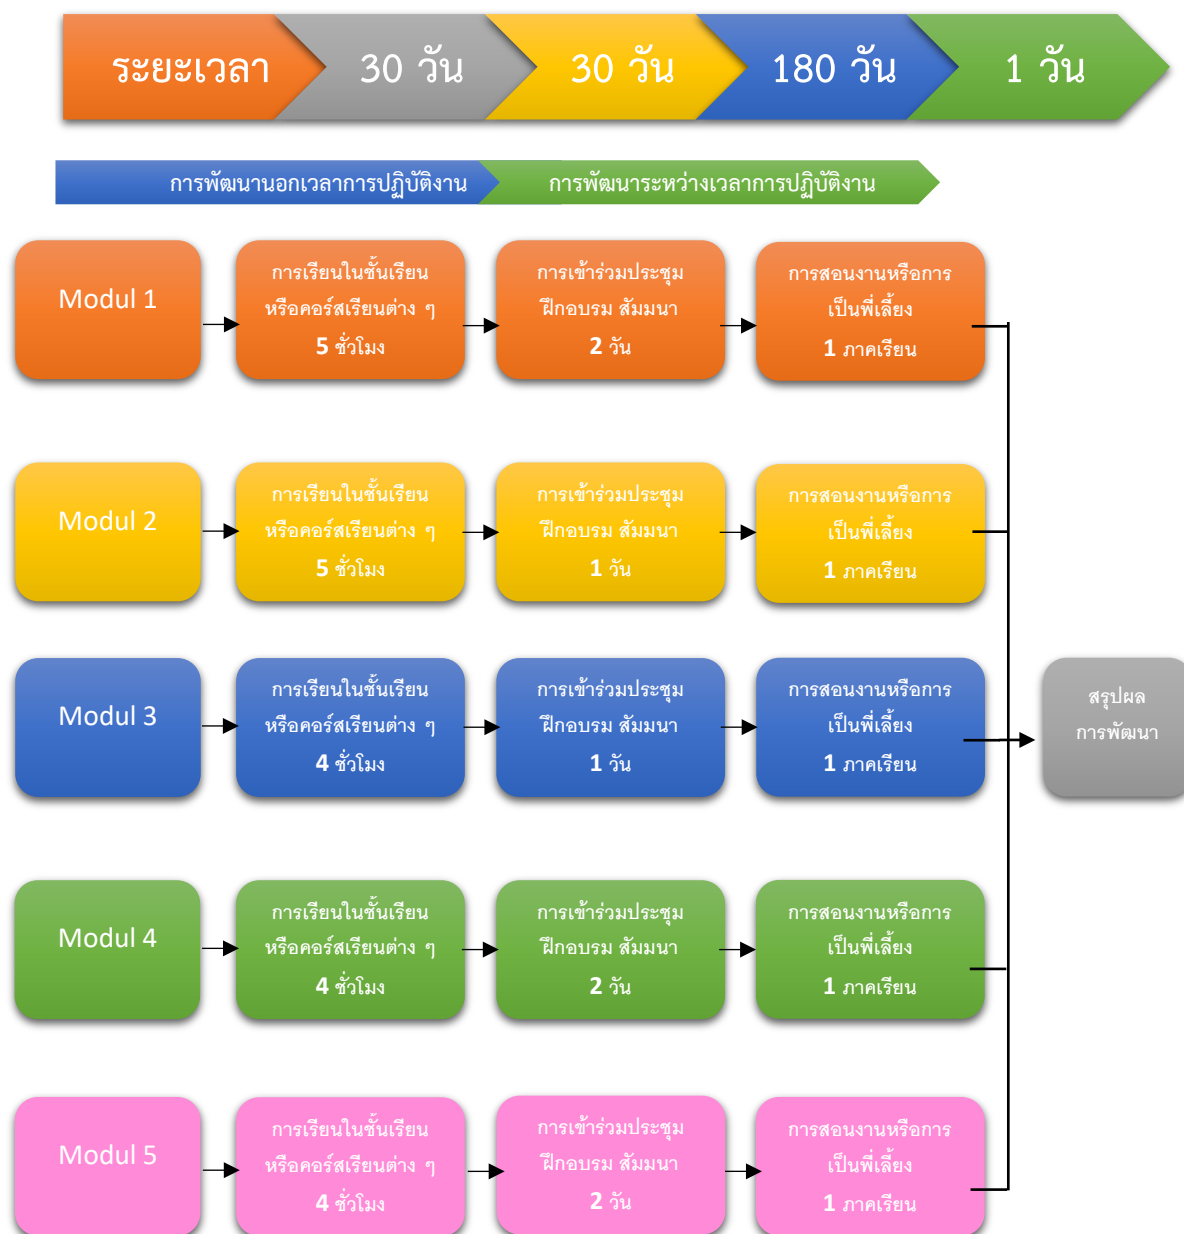 ระยะเวลา
30 วัน
30 วัน
180 วัน
1 วัน
การพัฒนานอกเวลาการปฏิบัติงาน
การพัฒนาระหว่างเวลาการปฏิบัติงาน
Modul 1
การเรียนในชั้นเรียน
หรือคอร์สเรียนต่าง ๆ
5 ชั่วโมง
การเข้าร่วมประชุม
ฝึกอบรม สัมมนา
2 วัน
การสอนงานหรือการ
เป็นพี่เลี้ยง
1 ภาคเรียน
Modul 2
การเรียนในชั้นเรียน
หรือคอร์สเรียนต่าง ๆ
5 ชั่วโมง
การเข้าร่วมประชุม
ฝึกอบรม สัมมนา
1 วัน
การสอนงานหรือการ
เป็นพี่เลี้ยง
1 ภาคเรียน
Modul 3
การเรียนในชั้นเรียน
หรือคอร์สเรียนต่าง ๆ
4 ชั่วโมง
การเข้าร่วมประชุม
ฝึกอบรม สัมมนา
1 วัน
การสอนงานหรือการ
เป็นพี่เลี้ยง
1 ภาคเรียน
สรุปผล
การพัฒนา
Modul 4
การเรียนในชั้นเรียน
หรือคอร์สเรียนต่าง ๆ
4 ชั่วโมง
การเข้าร่วมประชุม
ฝึกอบรม สัมมนา
2 วัน
การสอนงานหรือการ
เป็นพี่เลี้ยง
1 ภาคเรียน
Modul 5
การเรียนในชั้นเรียน
หรือคอร์สเรียนต่าง ๆ
4 ชั่วโมง
การเข้าร่วมประชุม
ฝึกอบรม สัมมนา
2 วัน
การสอนงานหรือการ
เป็นพี่เลี้ยง
1 ภาคเรียน